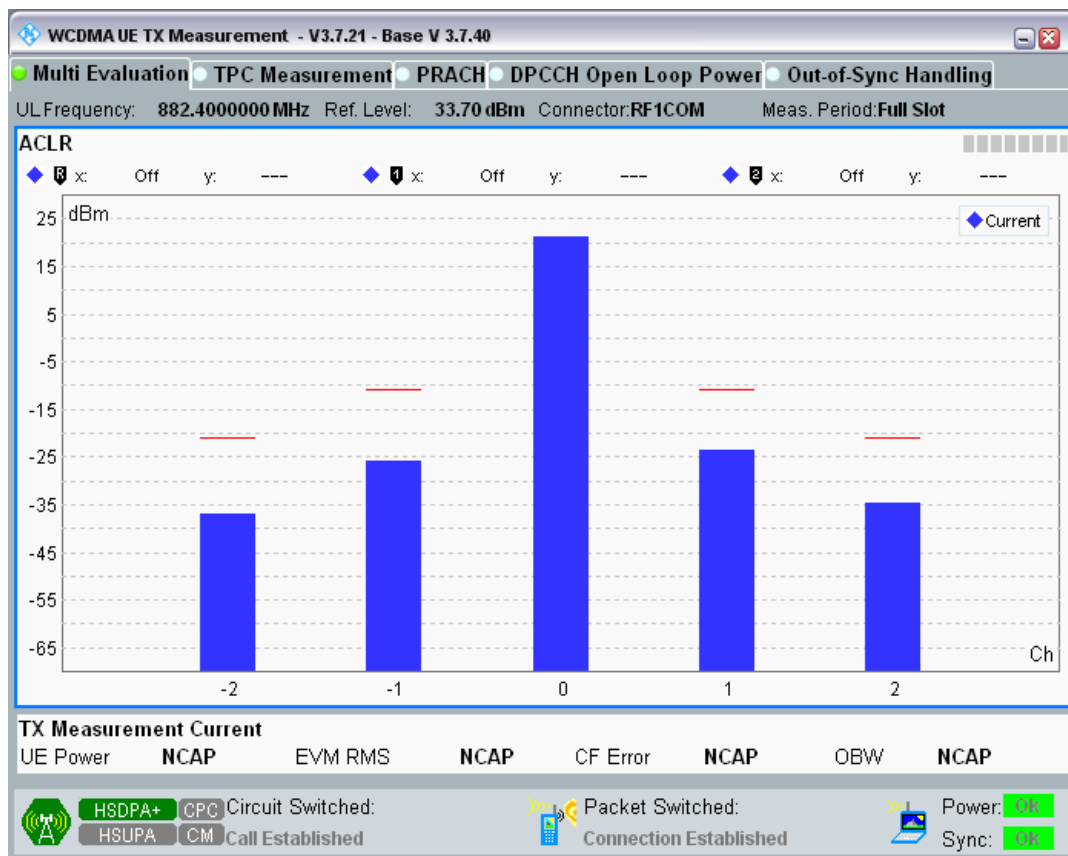 WCDMA UE TX Measurement - V3.7.21 - Base V 3.7.40
Multi Evaluation TPC Measurement PRACH DPCCH Open Loop Power Out-of-Sync Handling
UL Frequency: 882.4000000 MHz Ref. Level: 33.70 dBm Connector:RF1COM Meas. Period:Full Slot
ACLR
R x: Off y: --- 1 x: Off y: --- 2 x: Off y: ---
dBm
Current
25
15
5
-5
-15
-25
-35
-45
-55
-65
Ch
-2 -1 0 1 2
TX Measurement Current
UE Power NCAP EVM RMS NCAP CF Error NCAP OBW NCAP
HSDPA+ CPC Circuit Switched: Packet Switched: Power: OK
HSUPA CM Call Established Connection Established Sync: OK